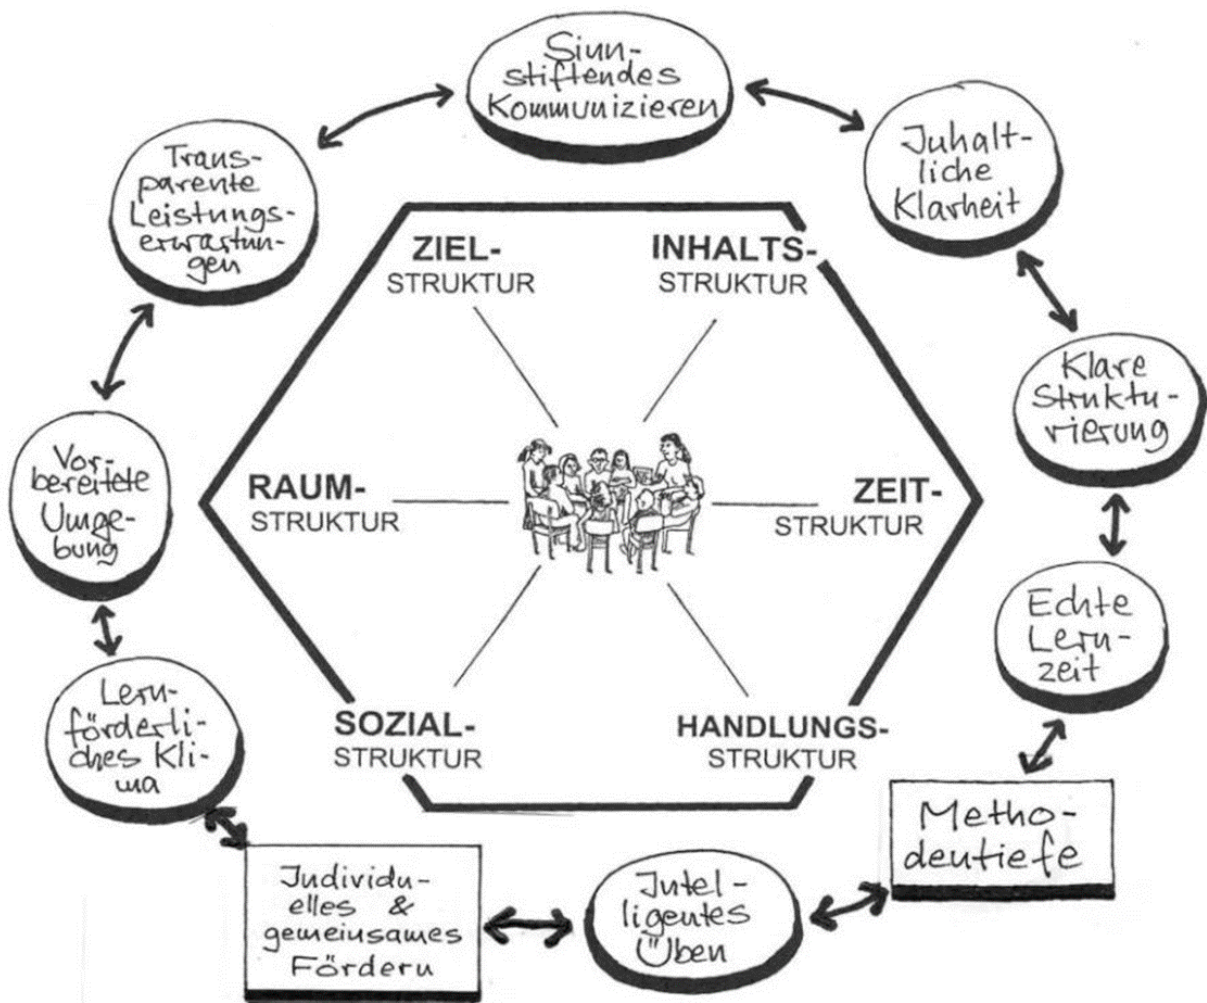 Sinn-
stiftendes
Kommunizieren
Inhalt-
liche
Klarheit
Klare
Struktu-
rierung
Echte
Lern-
zeit
Metho-
dentiefe
Intel-
ligentes
Üben
Individu-
elles &
gemeinsames
Fördern
Lern-
förderli-
ches Kli-
ma
Vor-
bereitete
Umge-
bung
Trans-
parente
Leistungs-
erwartun-
gen
ZIEL-
STRUKTUR
INHALTS-
STRUKTUR
RAUM-
STRUKTUR
ZEIT-
STRUKTUR
SOZIAL-
STRUKTUR
HANDLUNGS-
STRUKTUR